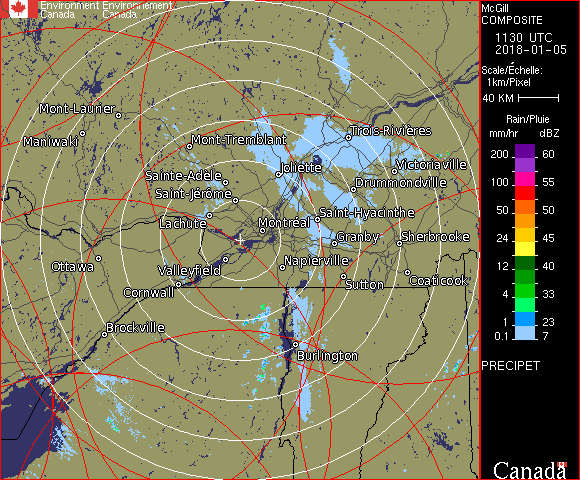 Environment Environnement
Canada Canada
Mont-Laurier
Maniwaki
Mont-Tremblant
Trois-Rivières
Sainte-Adèle
Joliette
Victoriaville
Saint-Jérôme
Drummondville
Lachute
Montréal
Saint-Hyacinthe
Granby
Sherbrooke
Ottawa
Valleyfield
Napierville
Cornwall
Sutton
Coaticook
Brockville
Burlington
McGill
COMPOSITE
1130 UTC
2018-01-05
Scale/Échelle:
1km/Pixel
40 KM
Rain/Pluie
mm/hr dBZ
200 60
150 57
100 55
50 50
24 45
12 40
4 33
1 23
0.1 7
PRECIPET
Canada